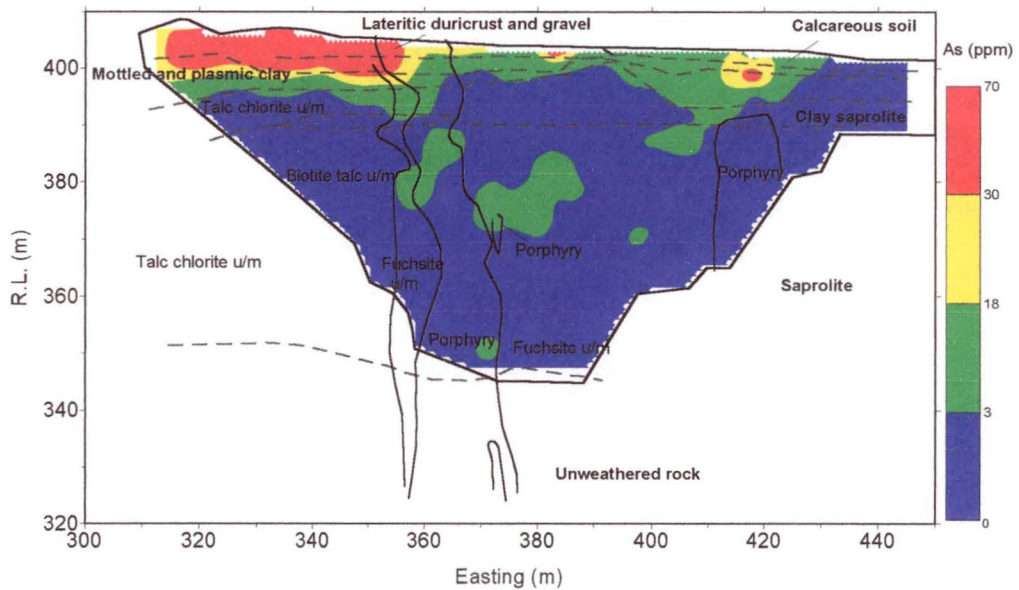 Lateritic duricrust and gravel
Calcareous soil
As (ppm)
Mottled and plasmic clay
Talc chlorite u/m
Clay saprolite
Biotite talc u/m
Porphyry
Talc chlorite u/m
Fuchsite
u/m
Porphyry
Saprolite
Porphyry
Fuchsite u/m
Unweathered rock
R.L. (m)
400
380
360
340
320
300
320
340
360
380
400
420
440
Easting (m)
70
30
18
3
0